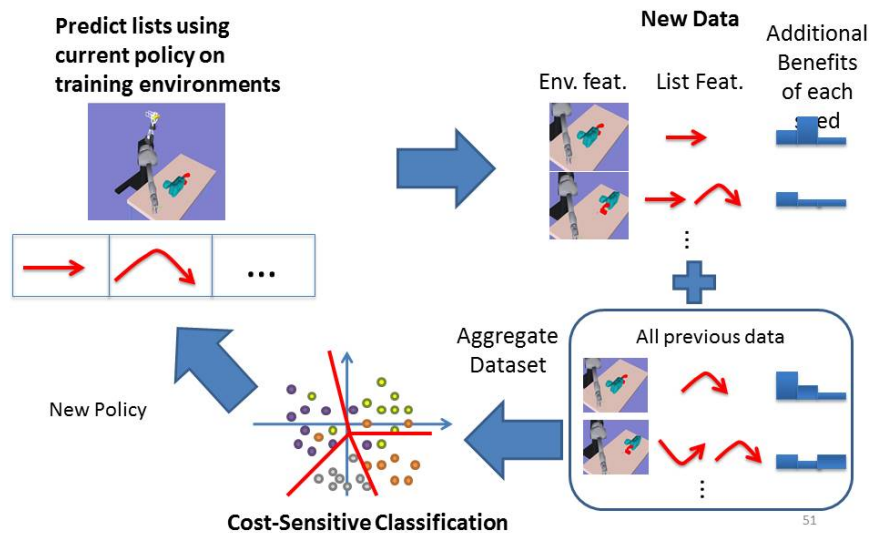 Predict lists using
current policy on
training environments
...
New Data
Env. feat.
List Feat.
Additional
Benefits
of each
...
All previous data
...
Aggregate
Dataset
New Policy
Cost-Sensitive Classification
51